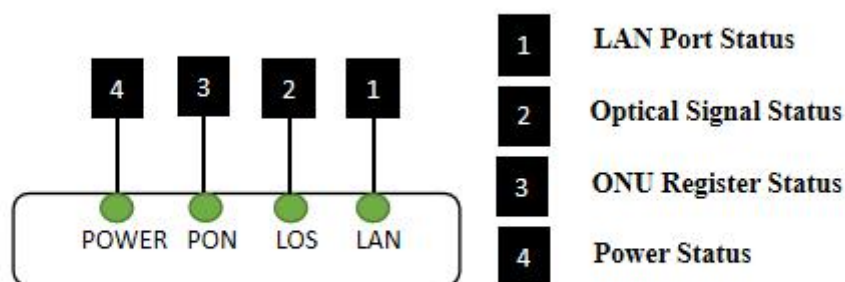 4 3 2 1
POWER PON LOS LAN
1 LAN Port Status
2 Optical Signal Status
3 ONU Register Status
4 Power Status